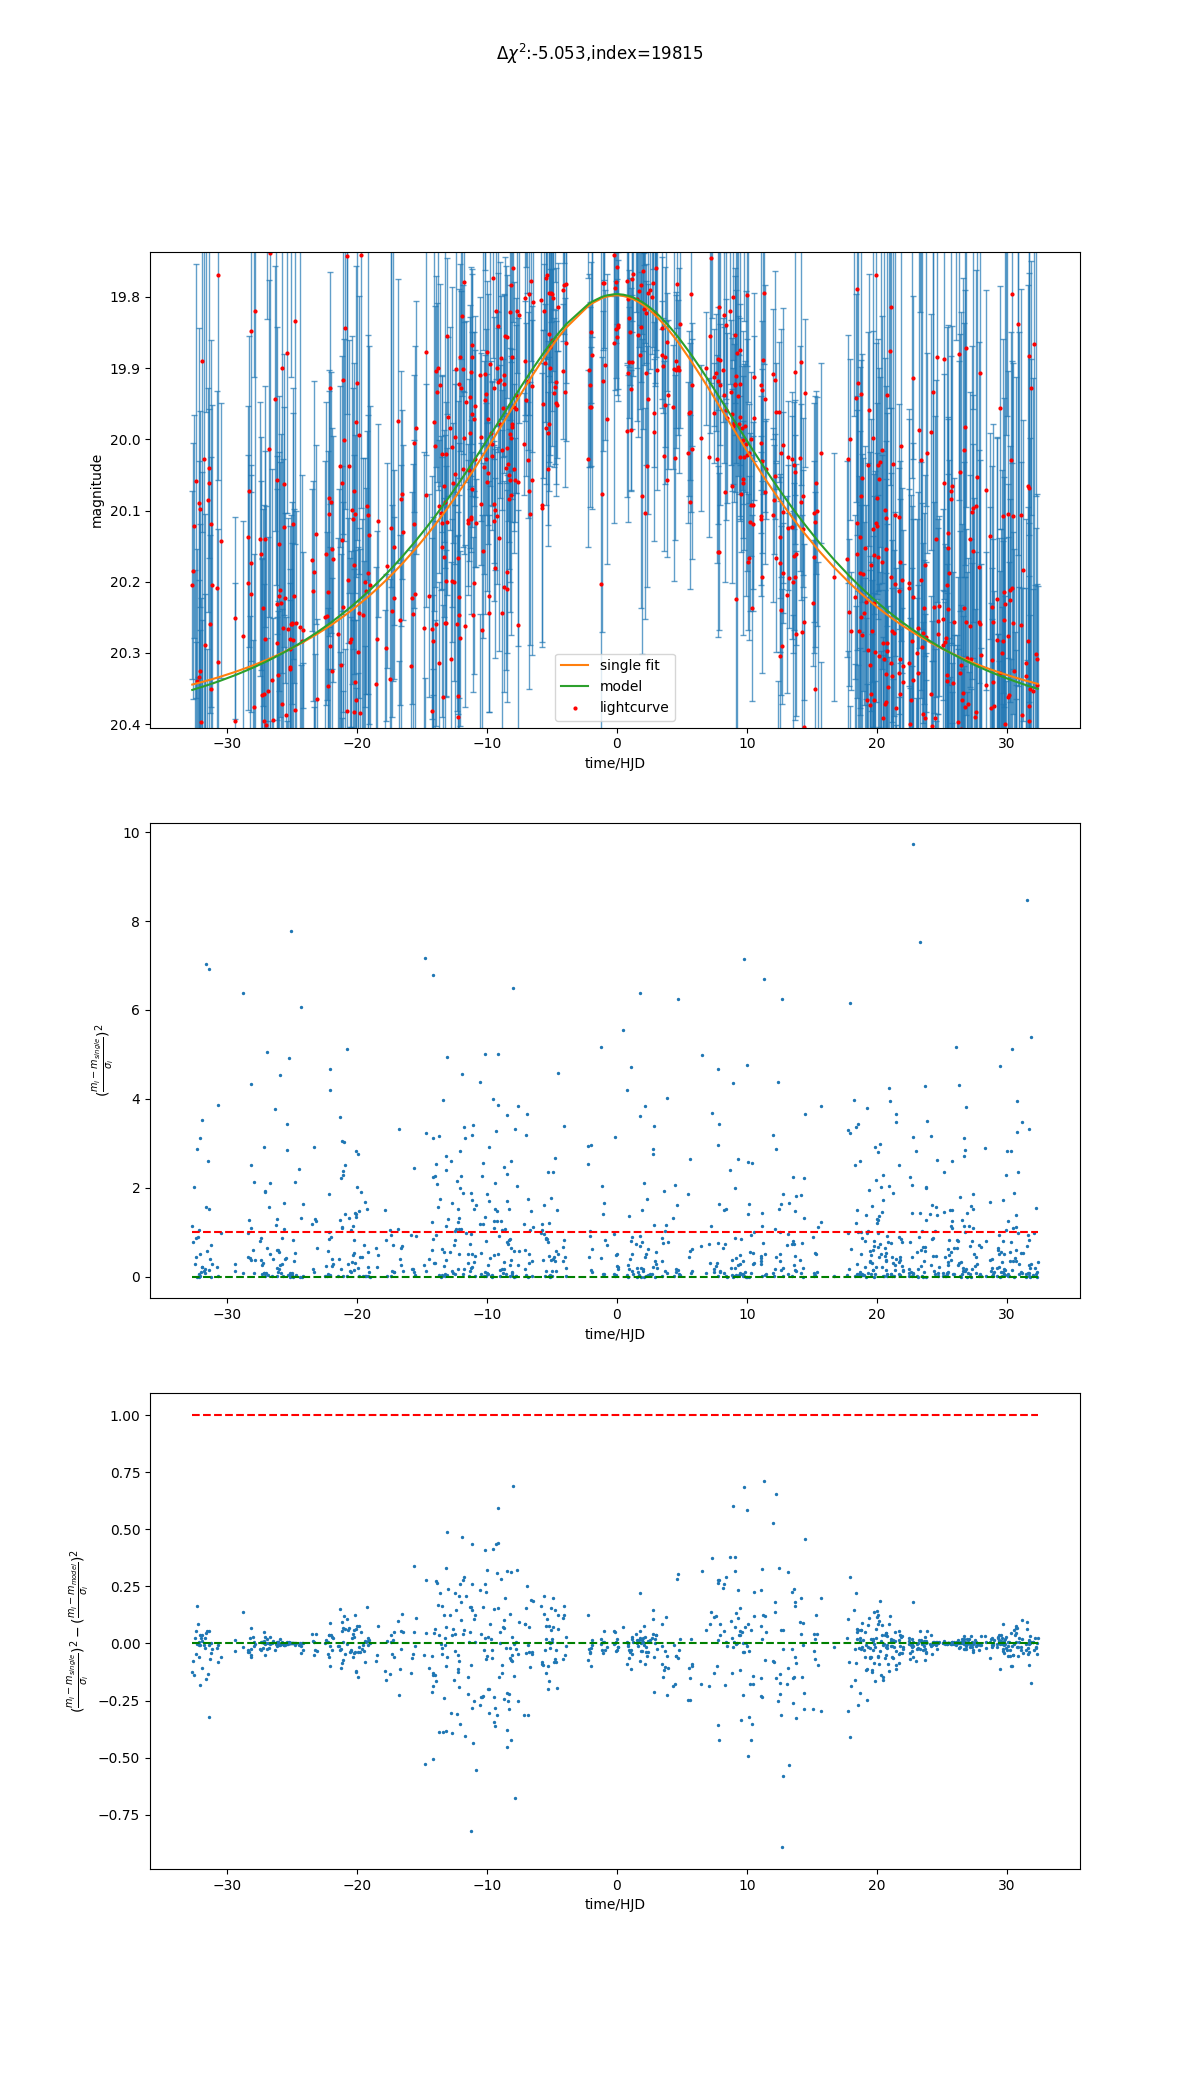 Δχ²:-5.053,index=19815
19.8
19.9
20.0
20.1
20.2
20.3
20.4
magnitude
single fit
model
lightcurve
−30 −20 −10 0 10 20 30
time/HJD
10
8
6
4
2
0
(\frac{m_i − m_{single}}{σ_i})²
−30 −20 −10 0 10 20 30
time/HJD
1.00
0.75
0.50
0.25
0.00
−0.25
−0.50
−0.75
(\frac{m_i − m_{single}}{σ_i})² − (\frac{m_i − m_{model}}{σ_i})²
−30 −20 −10 0 10 20 30
time/HJD